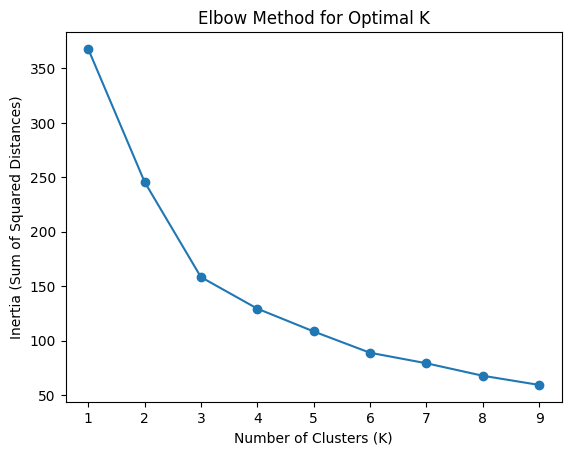 Elbow Method for Optimal K
350
300
250
200
150
100
50
Inertia (Sum of Squared Distances)
1 2 3 4 5 6 7 8 9
Number of Clusters (K)